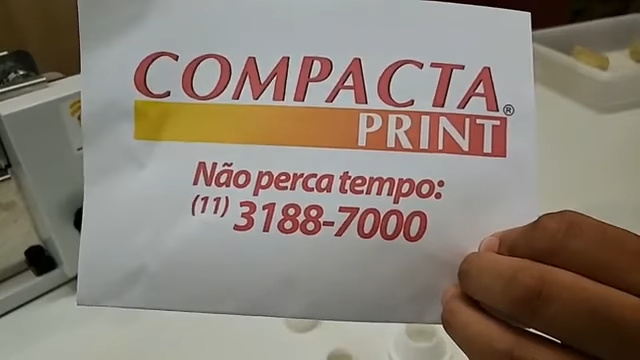 COMPACTA®
PRINT
Não perca tempo:
(11) 3188-7000